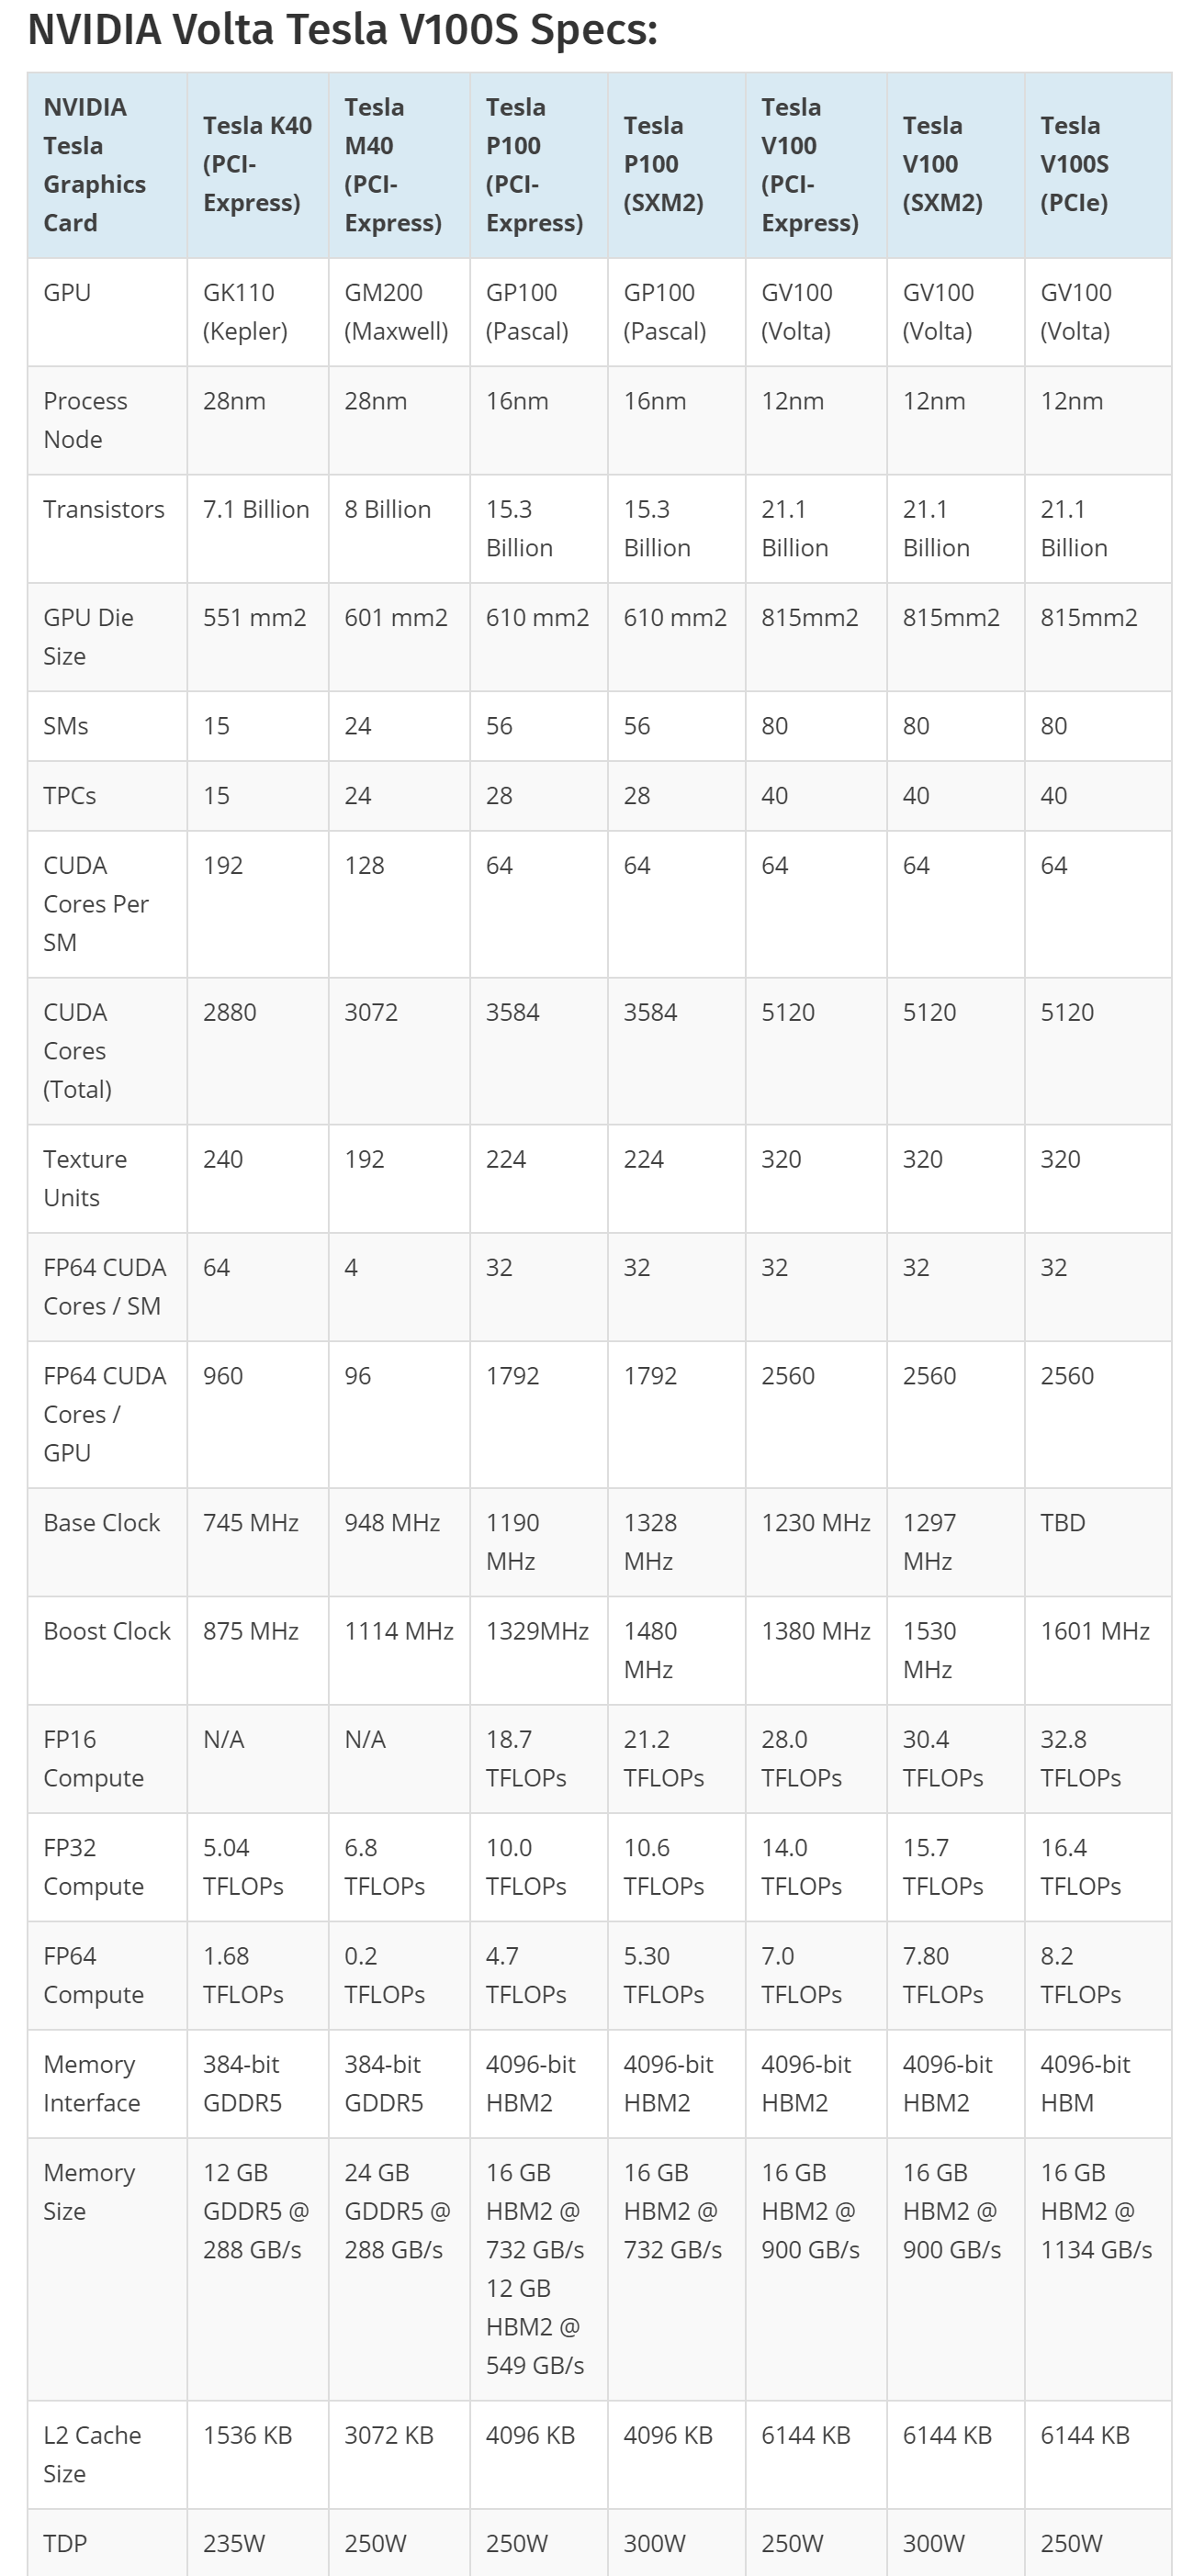 NVIDIA Volta Tesla V100S Specs:
NVIDIA Tesla Graphics Card | Tesla K40 (PCI-Express) | Tesla M40 (PCI-Express) | Tesla P100 (PCI-Express) | Tesla P100 (SXM2) | Tesla V100 (PCI-Express) | Tesla V100 (SXM2) | Tesla V100S (PCIe)
GPU | GK110 (Kepler) | GM200 (Maxwell) | GP100 (Pascal) | GP100 (Pascal) | GV100 (Volta) | GV100 (Volta) | GV100 (Volta)
Process Node | 28nm | 28nm | 16nm | 16nm | 12nm | 12nm | 12nm
Transistors | 7.1 Billion | 8 Billion | 15.3 Billion | 15.3 Billion | 21.1 Billion | 21.1 Billion | 21.1 Billion
GPU Die Size | 551 mm2 | 601 mm2 | 610 mm2 | 610 mm2 | 815mm2 | 815mm2 | 815mm2
SMs | 15 | 24 | 56 | 56 | 80 | 80 | 80
TPCs | 15 | 24 | 28 | 28 | 40 | 40 | 40
CUDA Cores Per SM | 192 | 128 | 64 | 64 | 64 | 64 | 64
CUDA Cores (Total) | 2880 | 3072 | 3584 | 3584 | 5120 | 5120 | 5120
Texture Units | 240 | 192 | 224 | 224 | 320 | 320 | 320
FP64 CUDA Cores / SM | 64 | 4 | 32 | 32 | 32 | 32 | 32
FP64 CUDA Cores / GPU | 960 | 96 | 1792 | 1792 | 2560 | 2560 | 2560
Base Clock | 745 MHz | 948 MHz | 1190 MHz | 1328 MHz | 1230 MHz | 1297 MHz | TBD
Boost Clock | 875 MHz | 1114 MHz | 1329MHz | 1480 MHz | 1380 MHz | 1530 MHz | 1601 MHz
FP16 Compute | N/A | N/A | 18.7 TFLOPs | 21.2 TFLOPs | 28.0 TFLOPs | 30.4 TFLOPs | 32.8 TFLOPs
FP32 Compute | 5.04 TFLOPs | 6.8 TFLOPs | 10.0 TFLOPs | 10.6 TFLOPs | 14.0 TFLOPs | 15.7 TFLOPs | 16.4 TFLOPs
FP64 Compute | 1.68 TFLOPs | 0.2 TFLOPs | 4.7 TFLOPs | 5.30 TFLOPs | 7.0 TFLOPs | 7.80 TFLOPs | 8.2 TFLOPs
Memory Interface | 384-bit GDDR5 | 384-bit GDDR5 | 4096-bit HBM2 | 4096-bit HBM2 | 4096-bit HBM2 | 4096-bit HBM2 | 4096-bit HBM
Memory Size | 12 GB GDDR5 @ 288 GB/s | 24 GB GDDR5 @ 288 GB/s | 16 GB HBM2 @ 732 GB/s 12 GB HBM2 @ 549 GB/s | 16 GB HBM2 @ 732 GB/s | 16 GB HBM2 @ 900 GB/s | 16 GB HBM2 @ 900 GB/s | 16 GB HBM2 @ 1134 GB/s
L2 Cache Size | 1536 KB | 3072 KB | 4096 KB | 4096 KB | 6144 KB | 6144 KB | 6144 KB
TDP | 235W | 250W | 250W | 300W | 250W | 300W | 250W